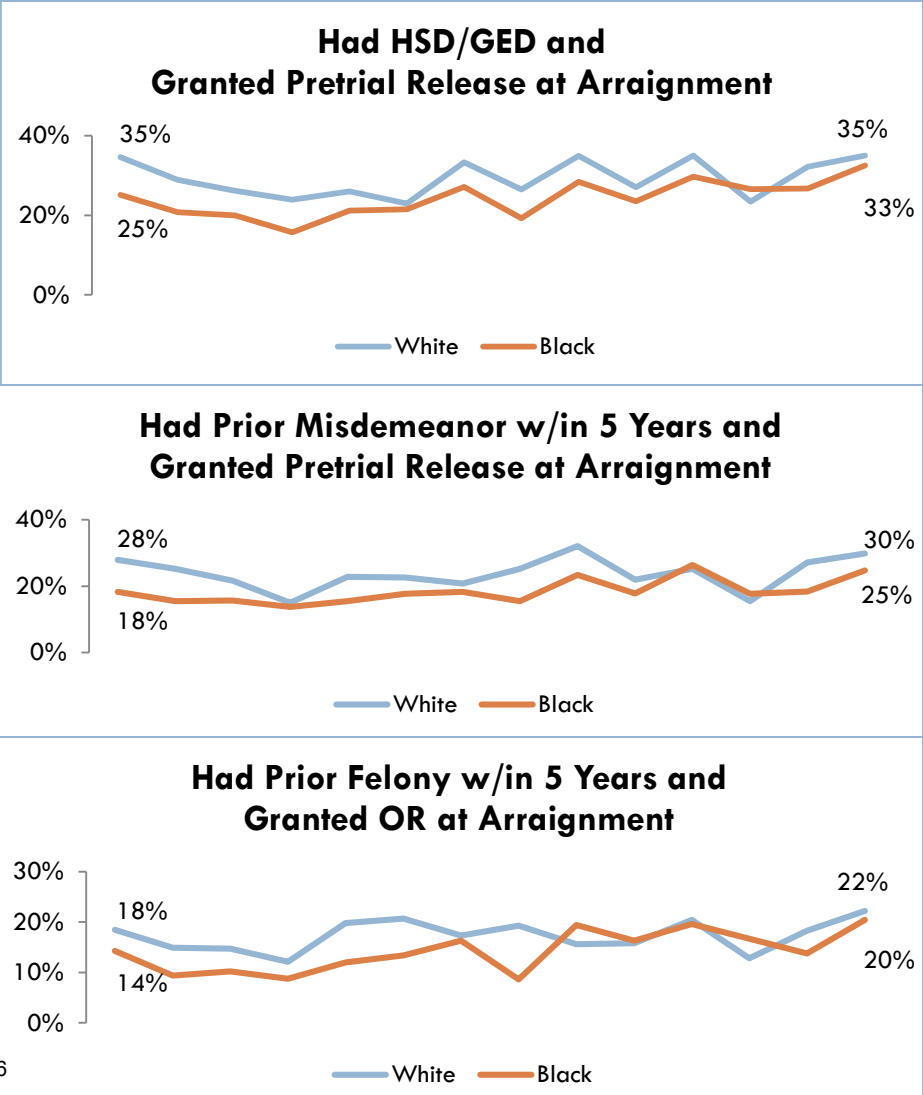 Had HSD/GED and
Granted Pretrial Release at Arraignment
40%
35%
35%
20%
25%
33%
0%
White Black
Had Prior Misdemeanor w/in 5 Years and
Granted Pretrial Release at Arraignment
40%
28%
30%
20%
18%
25%
0%
White Black
Had Prior Felony w/in 5 Years and
Granted OR at Arraignment
30%
22%
18%
20%
10%
14%
20%
0%
White Black
6